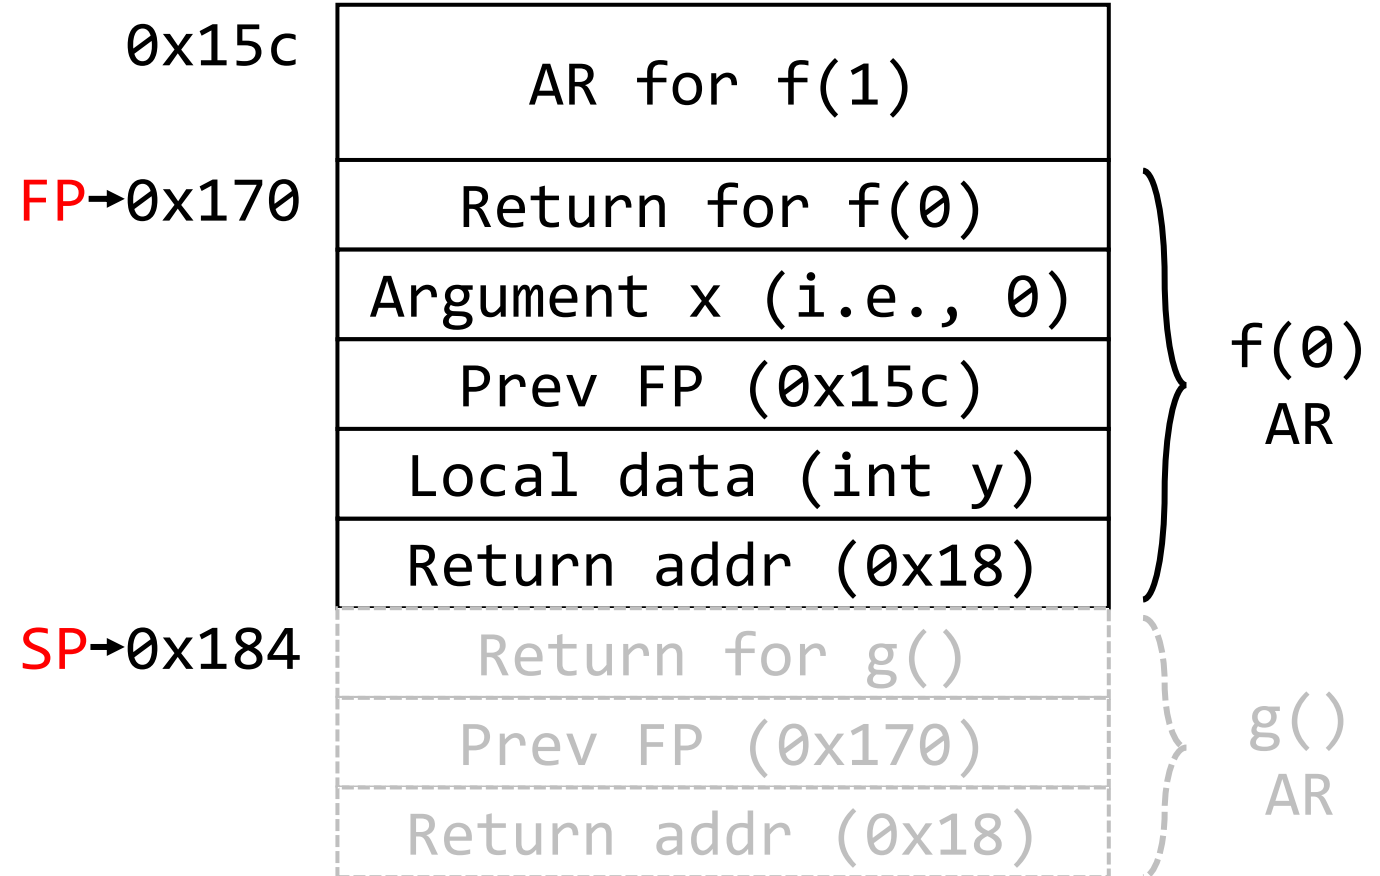 0x15c
AR for f(1)
FP→0x170
Return for f(0)
Argument x (i.e., 0)
Prev FP (0x15c)
Local data (int y)
Return addr (0x18)
f(0)
AR
SP→0x184
Return for g()
Prev FP (0x170)
Return addr (0x18)
g()
AR